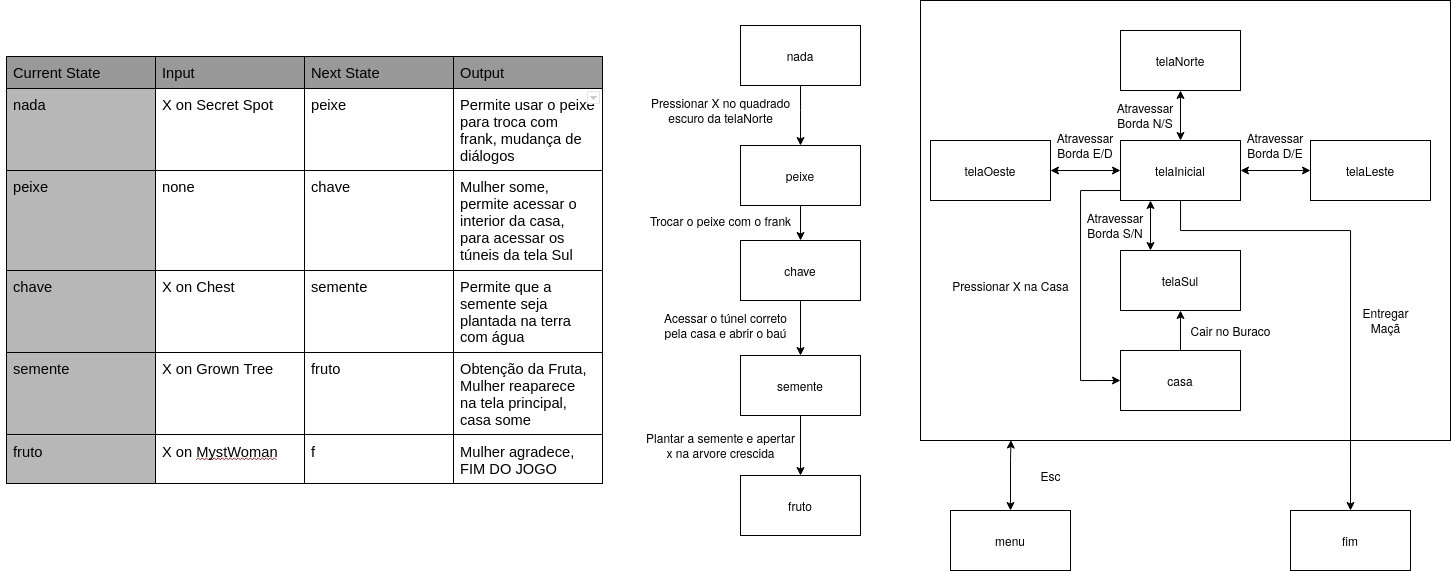 Current State
Input
Next State
Output
nada
X on Secret Spot
peixe
Permite usar o peixe
para troca com
frank, mudança de
diálogos
peixe
none
chave
Mulher some,
permite acessar o
interior da casa,
para acessar os
túneis da tela Sul
chave
X on Chest
semente
Permite que a
semente seja
plantada na terra
com água
semente
X on Grown Tree
fruto
Obtenção da Fruta,
Mulher reaparece
na tela principal,
casa some
fruto
X on MystWoman
f
Mulher agradece,
FIM DO JOGO
nada
Pressionar X no quadrado
escuro da telaNorte
peixe
Trocar o peixe com o frank
chave
Acessar o túnel correto
pela casa e abrir o baú
semente
Plantar a semente e apertar
x na arvore crescida
fruto
telaNorte
Atravessar
Borda N/S
Atravessar
Borda E/D
Atravessar
Borda D/E
telaOeste
telaInicial
telaLeste
Atravessar
Borda S/N
telaSul
Pressionar X na Casa
Cair no Buraco
Entregar
Maçã
casa
Esc
menu
fim